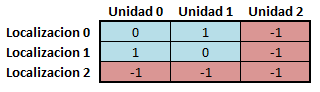 Unidad 0 Unidad 1 Unidad 2
Localizacion 0 0 1 -1
Localizacion 1 1 0 -1
Localizacion 2 -1 -1 -1